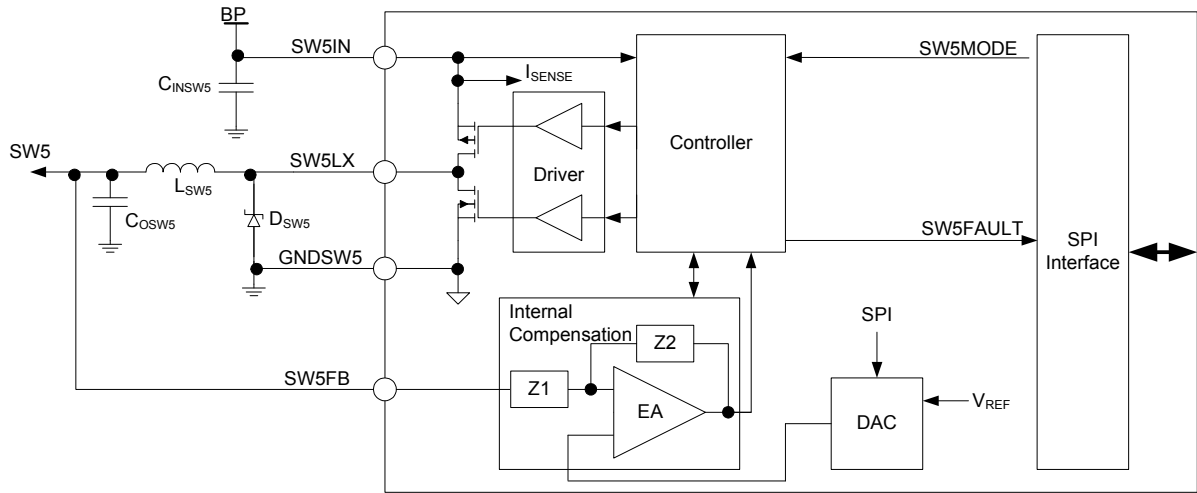 BP
SW5IN
SW5MODE
CINSW5
ISENSE
Controller
SW5
SW5LX
Driver
LSW5
COSW5
DSW5
SW5FAULT
SPI
Interface
GNDSW5
Internal
Compensation
SPI
Z2
SW5FB
Z1
EA
DAC
VREF